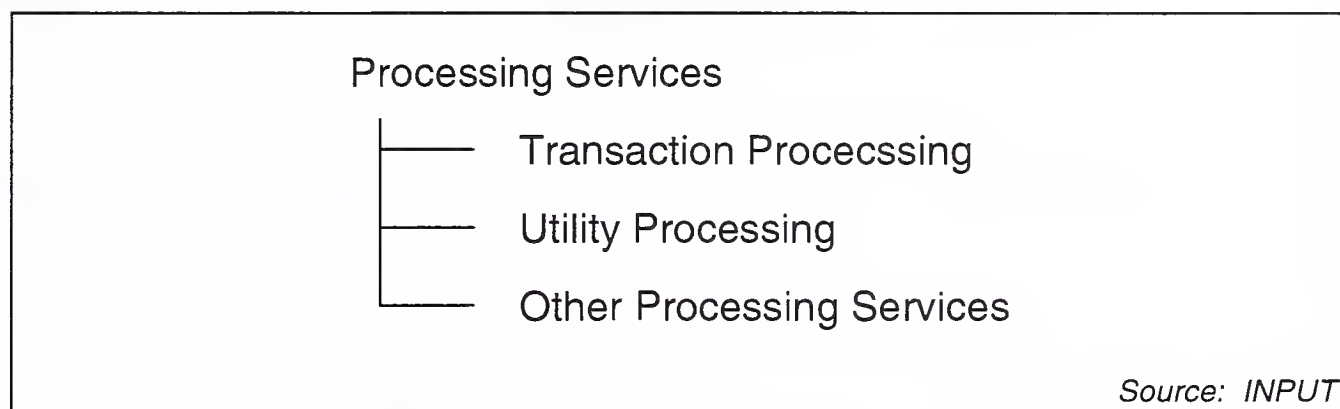 Processing Services
Transaction Procecssing
Utility Processing
Other Processing Services
Source: INPUT